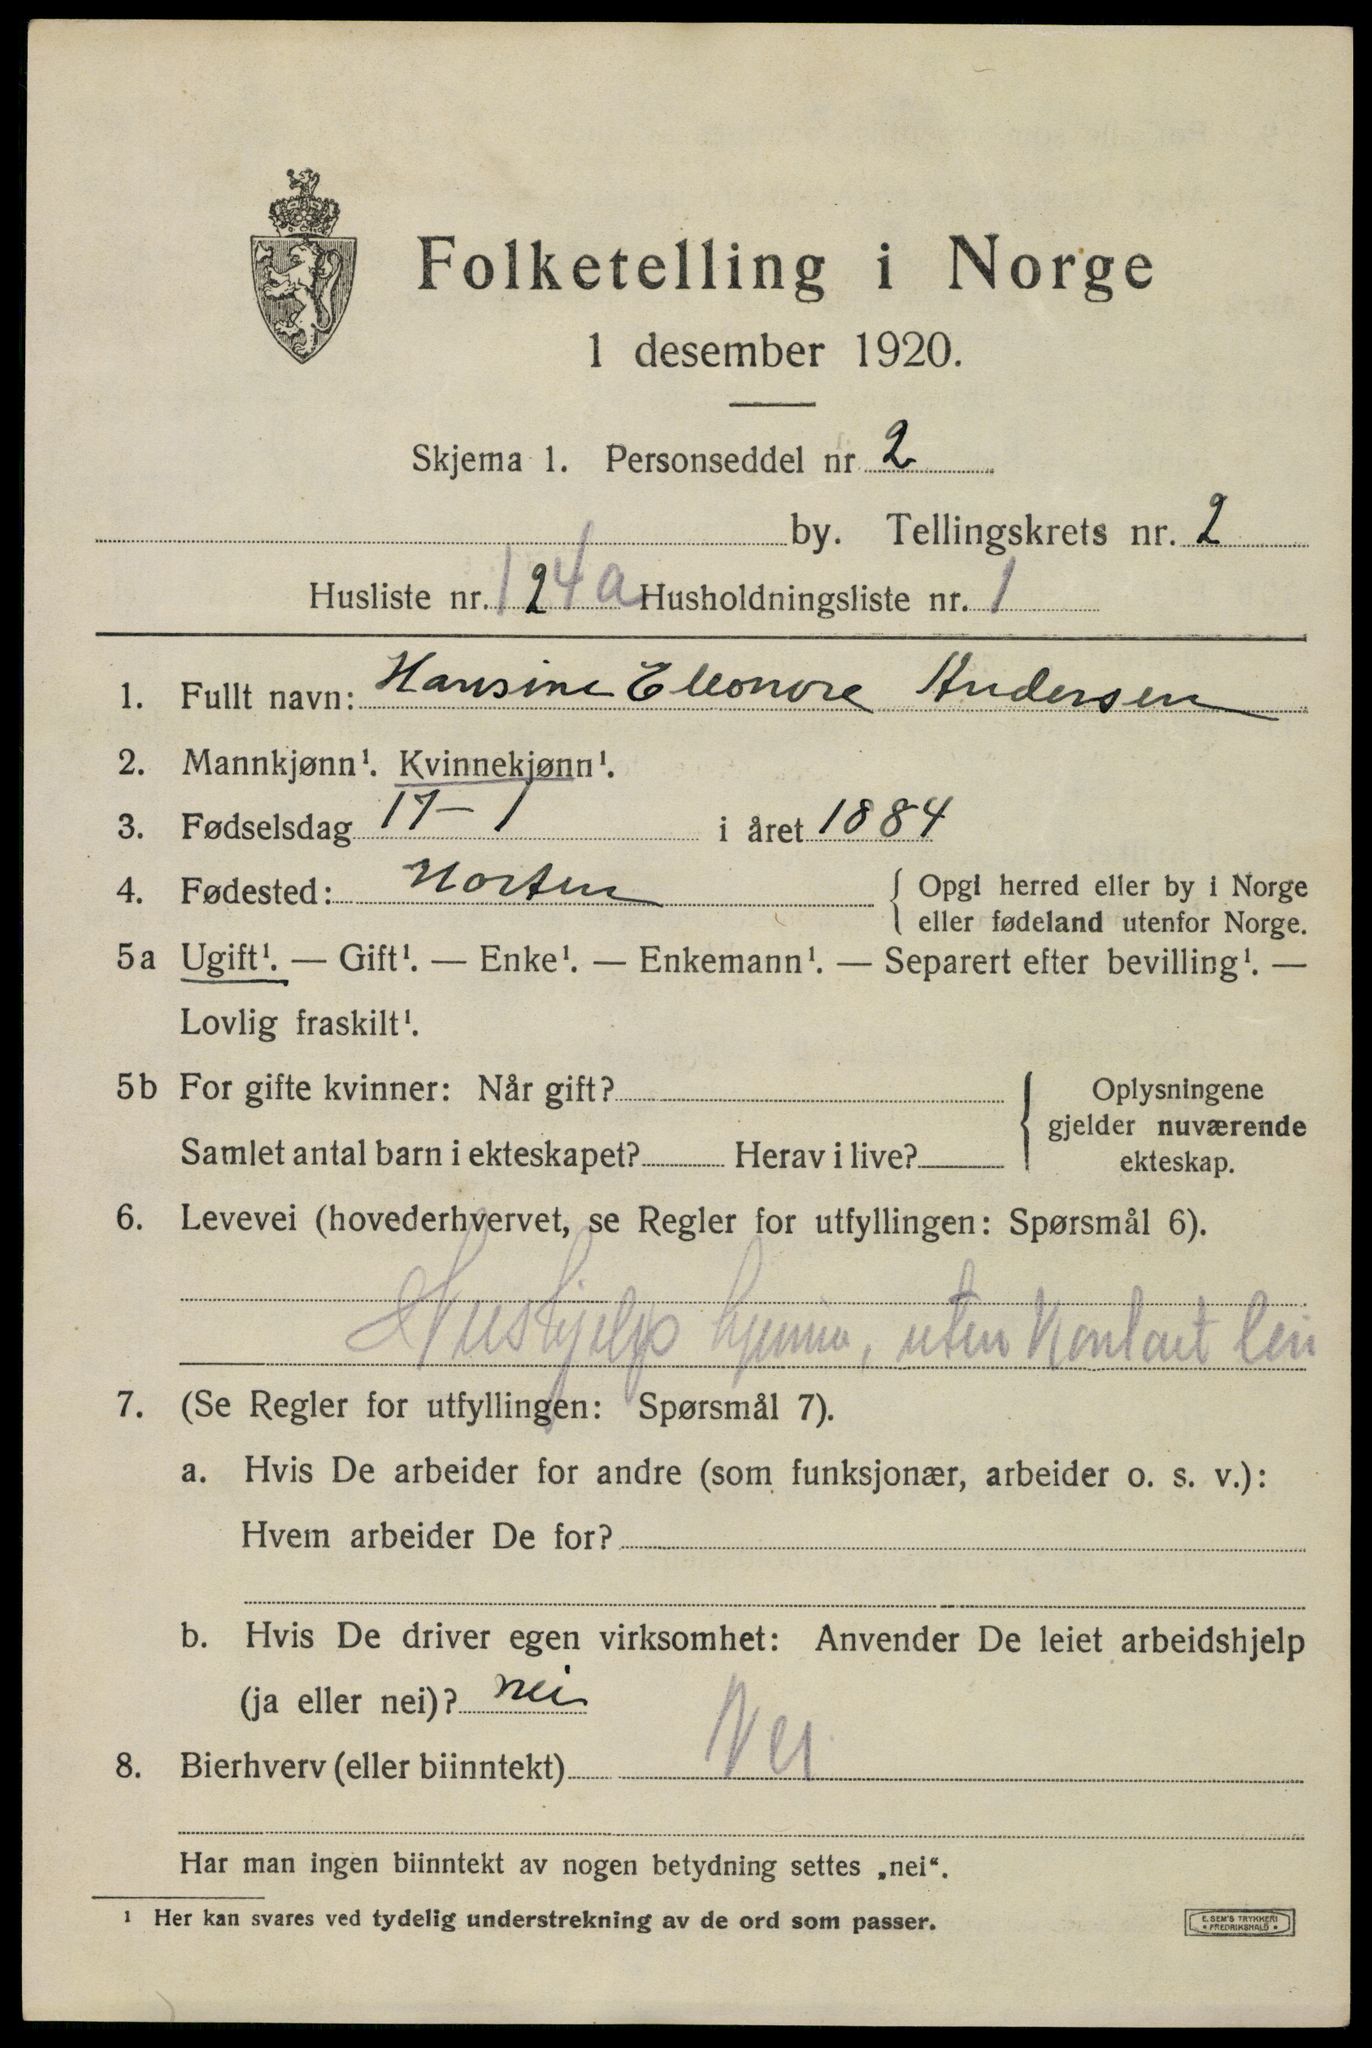 Folketelling i Norge
1 desember 1920.
Skjema 1. Personseddel nr 2
by. Tellingskrets nr. 2
Husliste nr. 124a Husholdningsliste nr. 1
1. Fullt navn: Hansine Eleonore Andersen
2. Mannkjønn¹. Kvinnekjønn¹.
3. Fødselsdag 17 – 1 i året 1884
4. Fødested: Horten { Opgi herred eller by i Norge
eller fødeland utenfor Norge.
5a Ugift¹. — Gift¹. — Enke¹. — Enkemann¹. — Separert efter bevilling¹. —
Lovlig fraskilt¹.
5b For gifte kvinner: Når gift? { Oplysningene
gjelder nuværende
Samlet antal barn i ekteskapet? Herav i live?
ekteskap.
6. Levevei (hovederhvervet, se Regler for utfyllingen: Spørsmål 6).
Hushjelp hjemme, uten Kontant
7. (Se Regler for utfyllingen: Spørsmål 7).
a. Hvis De arbeider for andre (som funksjonær, arbeider o. s. v.):
Hvem arbeider De for?
b. Hvis De driver egen virksomhet: Anvender De leiet arbeidshjelp
(ja eller nei)? nei
8. Bierhverv (eller biinntekt) Nei
Har man ingen biinntekt av nogen betydning settes „nei“.
¹ Her kan svares ved tydelig understrekning av de ord som passer.
E. SEM'S TRYKKERI
* FREDRIKSHALD *